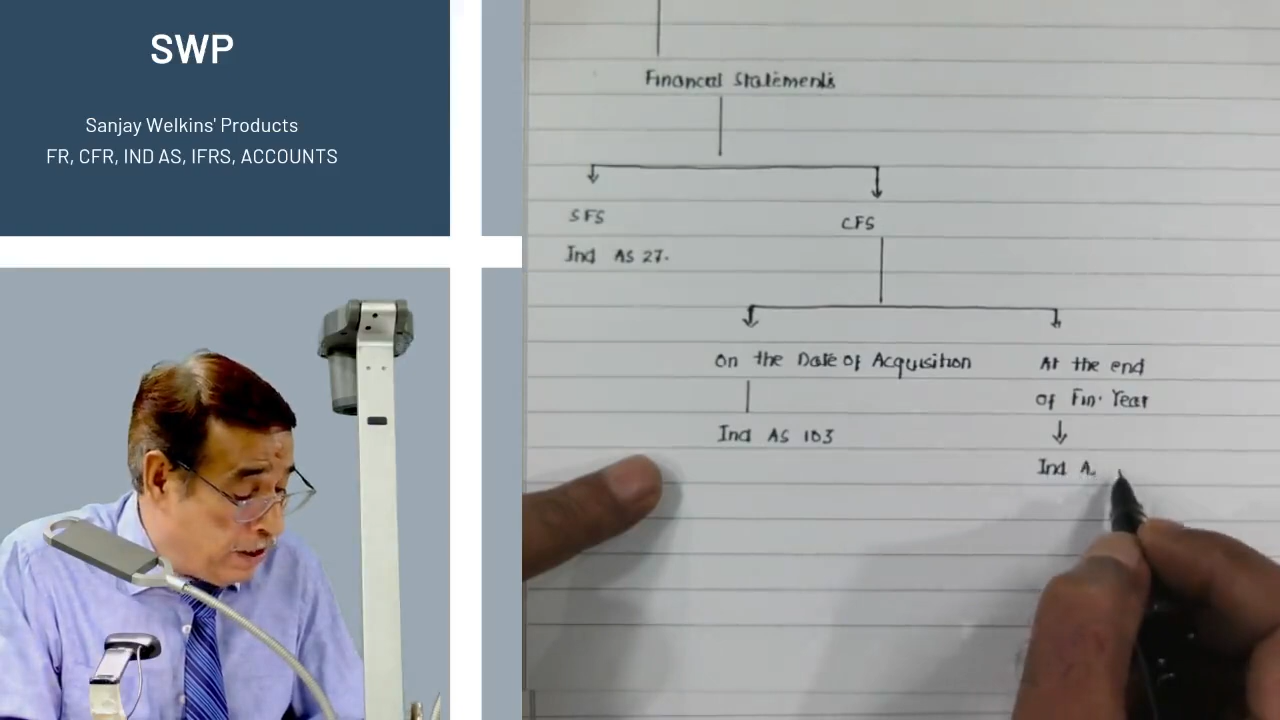 SWP
Sanjay Welkins' Products
FR, CFR, IND AS, IFRS, ACCOUNTS
Financial Statements
SFS
CFS
Ind AS 27.
On the Date of Acquisition
At the end
of Fin. Year
Ind AS 103
Ind A